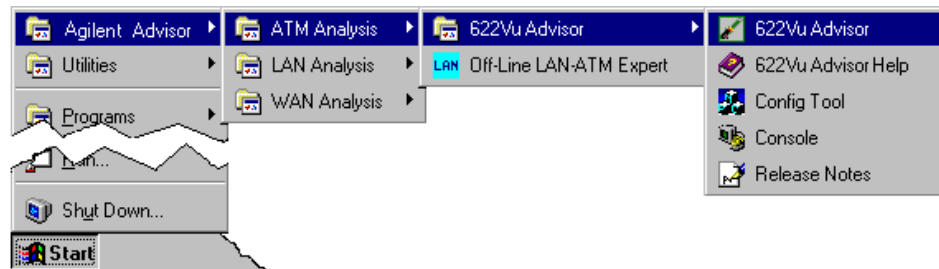 Agilent Advisor
Utilities
Programs
Run...
Shut Down...
Start
ATM Analysis
LAN Analysis
WAN Analysis
622Vu Advisor
LAN Off-Line LAN-ATM Expert
622Vu Advisor
622Vu Advisor Help
Config Tool
Console
Release Notes